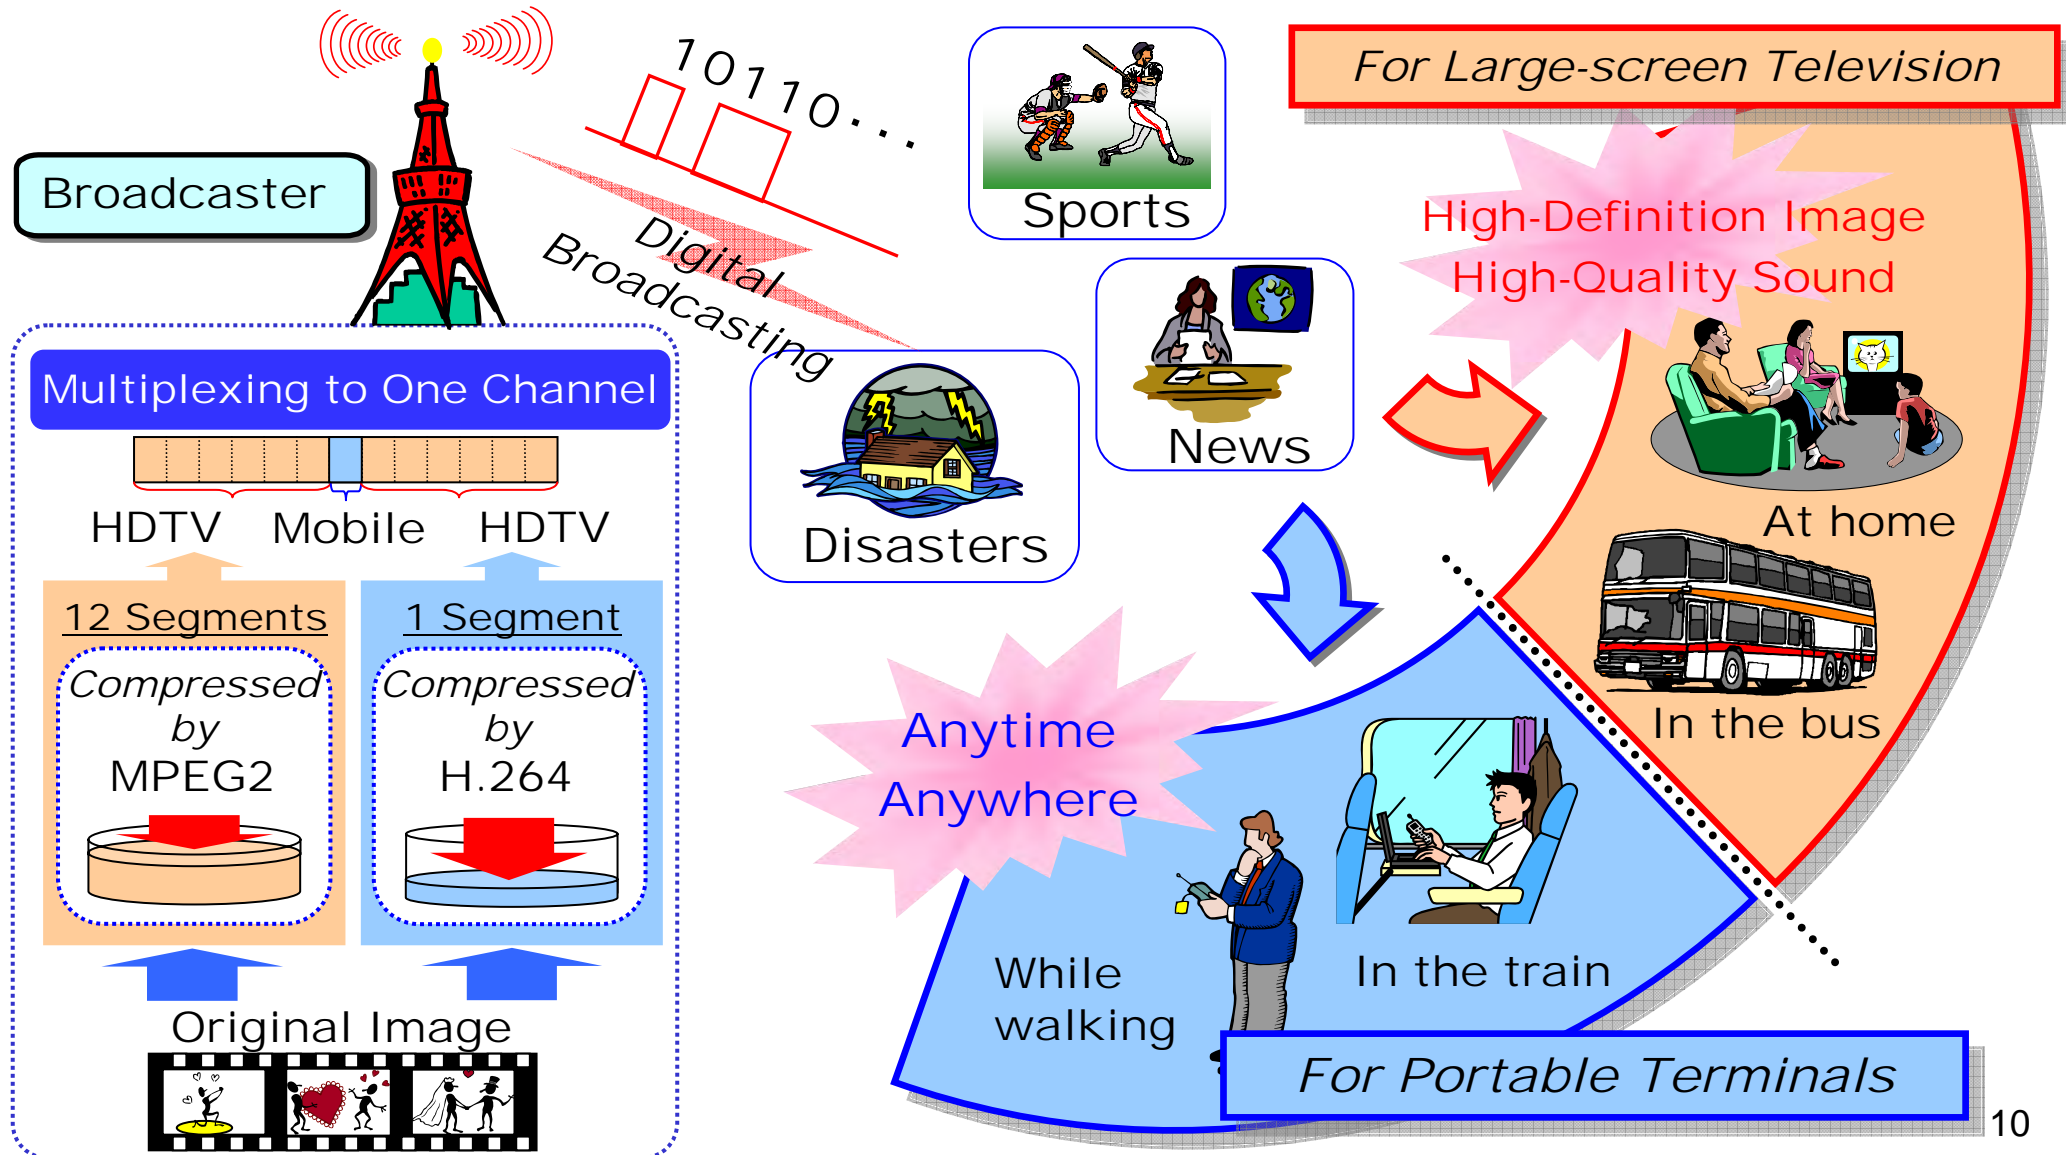 Broadcaster
10110...
Digital
Broadcasting
Sports
News
Disasters
Multiplexing to One Channel
HDTV
Mobile
HDTV
12 Segments
Compressed
by
MPEG2
1 Segment
Compressed
by
H.264
Original Image
For Large-screen Television
High-Definition Image
High-Quality Sound
At home
In the bus
Anytime
Anywhere
While
walking
In the train
For Portable Terminals
10